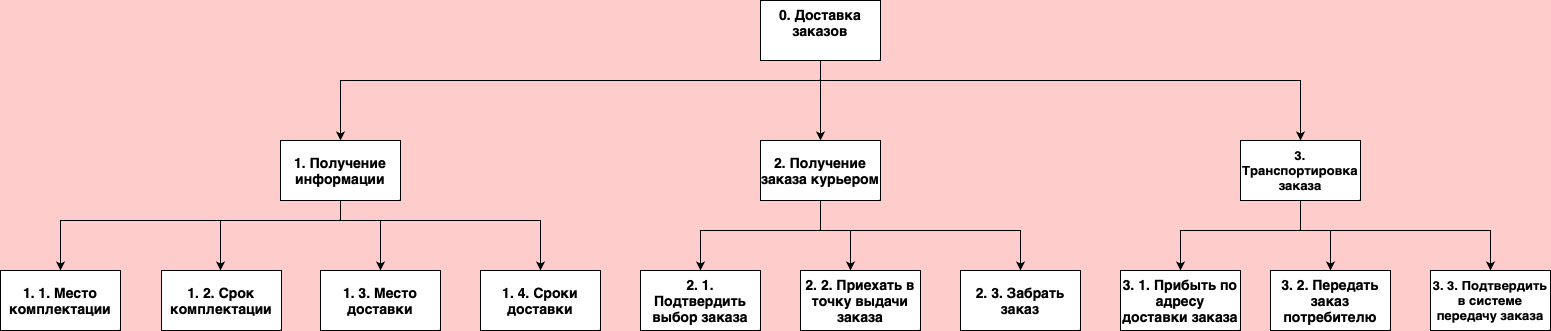 0. Доставка
заказов
1. Получение
информации
2. Получение
заказа курьером
3.
Транспортировка
заказа
1. 1. Место
комплектации
1. 2. Срок
комплектации
1. 3. Место
доставки
1. 4. Сроки
доставки
2. 1.
Подтвердить
выбор заказа
2. 2. Приехать в
точку выдачи
заказа
2. 3. Забрать
заказ
3. 1. Прибыть по
адресу
доставки заказа
3. 2. Передать
заказ
потребителю
3. 3. Подтвердить
в системе
передачу заказа